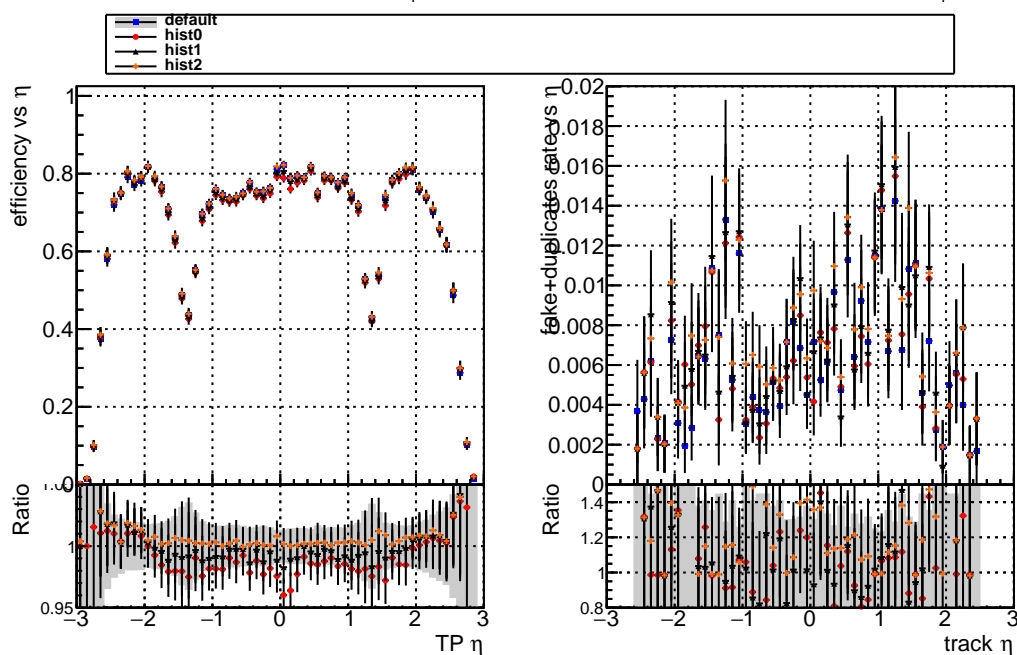 default
hist0
hist1
hist2
efficiency vs η
1
0.8
0.6
0.4
0.2
0
Ratio
1
0.95
−3 −2 −1 0 1 2 3
TP η
fake+duplicates rate vs η
0.02
0.018
0.016
0.014
0.012
0.01
0.008
0.006
0.004
0.002
0
Ratio
1.4
1.2
1
0.8
−3 −2 −1 0 1 2 3
track η